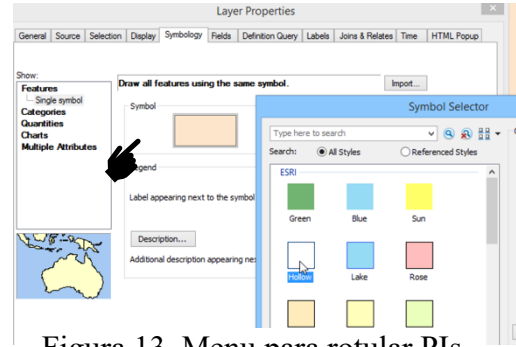 Layer Properties
General Source Selection Display Symbology Fields Definition Query Labels Joins & Relates Time HTML Popup
Show:
Features
Single symbol
Categories
Quantities
Charts
Multiple Attributes
Draw all features using the same symbol.
Import...
Symbol
Legend
Label appearing next to the symbol
Description...
Additional description appearing nex
Symbol Selector
Type here to search
Search: All Styles Referenced Styles
ESRI
Green Blue Sun
Hollow Lake Rose
Figura 13. Menu para rotular PIs